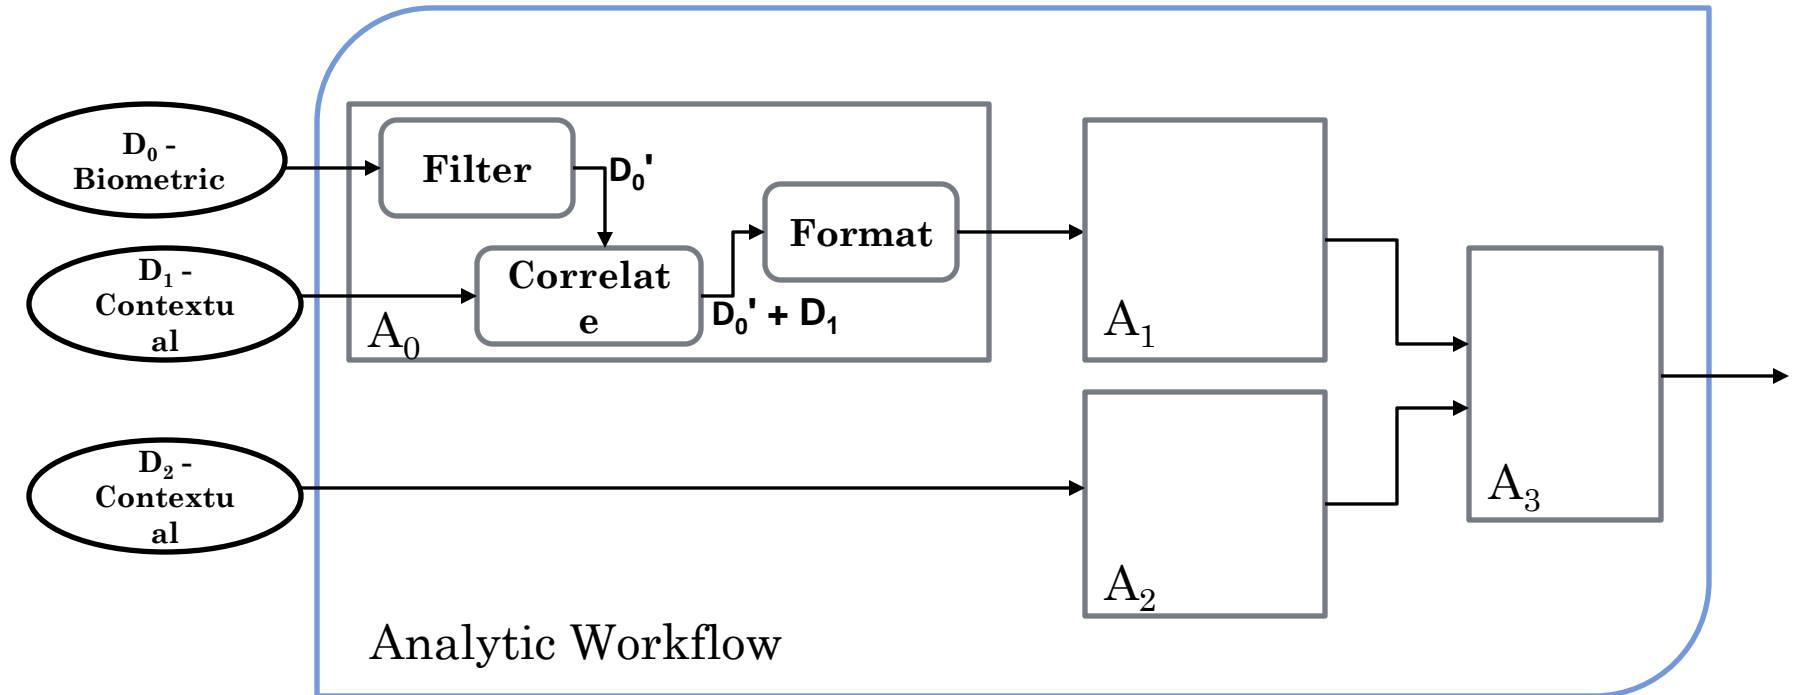 D₀ -
Biometric
Filter
D₀'
Format
D₁ -
Contextu
al
Correlat
e
D₀' + D₁
A₀
A₁
D₂ -
Contextu
al
A₃
A₂
Analytic Workflow